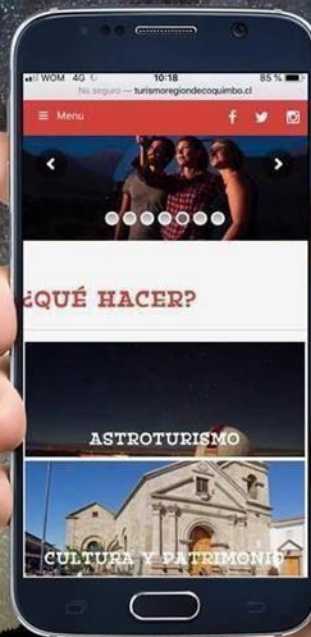 WOM 4G 10:18 85 %
No seguro — turismoregiondecoquimbo.cl
Menu
¿QUÉ HACER?
ASTROTURISMO
CULTURA Y PATRIMONIO